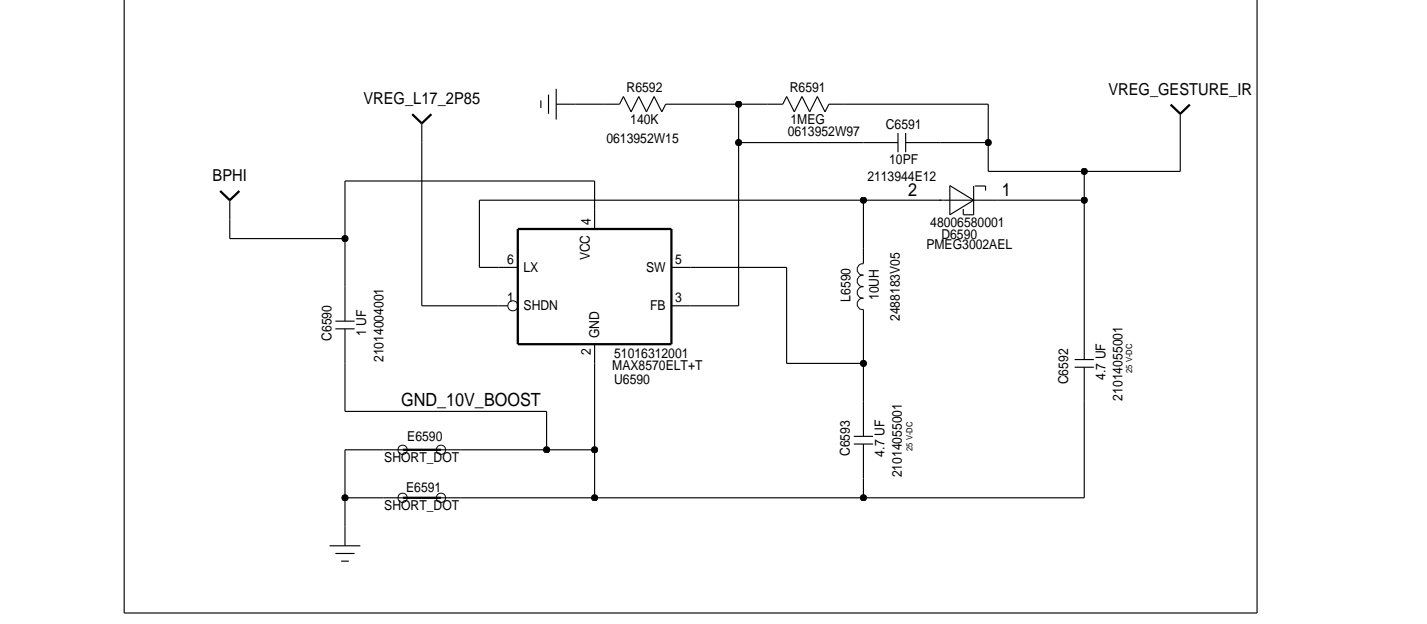 VREG_GESTURE_IR
R6592
R6591
VREG_L17_2P85
140K
1MEG
0613952W15
0613952W97
C6591
10PF
2113944E12
BPHI
2
1
48006580001
D6590
PMEG3002AEL
4
VCC
6
LX
SW
5
1
SHDN
FB
3
GND
2
L6590
10UH
2488183V05
C6590
1 UF
21014004001
51016312001
MAX8570ELT+T
U6590
C6592
4.7 UF
21014055001
25 V-DC
GND_10V_BOOST
C6593
4.7 UF
21014055001
25 V-DC
E6590
SHORT_DOT
E6591
SHORT_DOT